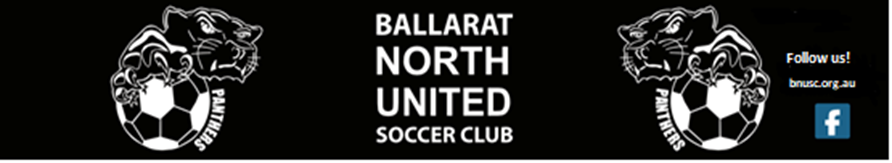 PANTHERS
BALLARAT
NORTH
UNITED
SOCCER CLUB
PANTHERS
Follow us!
bnusc.org.au
f